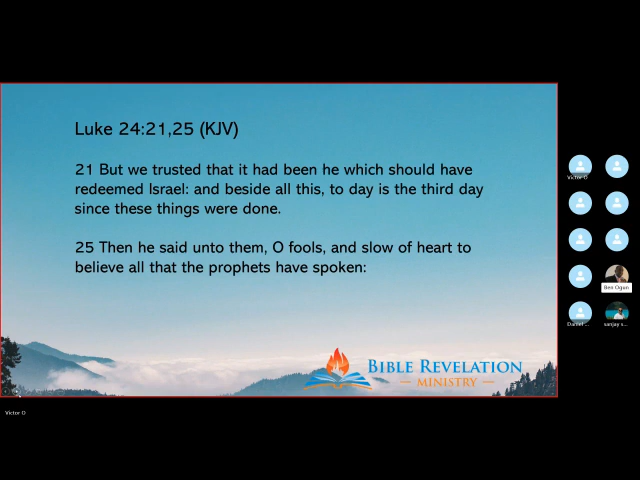 Luke 24:21,25 (KJV)
21 But we trusted that it had been he which should have
redeemed Israel: and beside all this, to day is the third day
since these things were done.
25 Then he said unto them, O fools, and slow of heart to
believe all that the prophets have spoken:
BIBLE REVELATION
MINISTRY
Victor O
Victor O
Ben Ogun
Daniel ...
sanjay s...